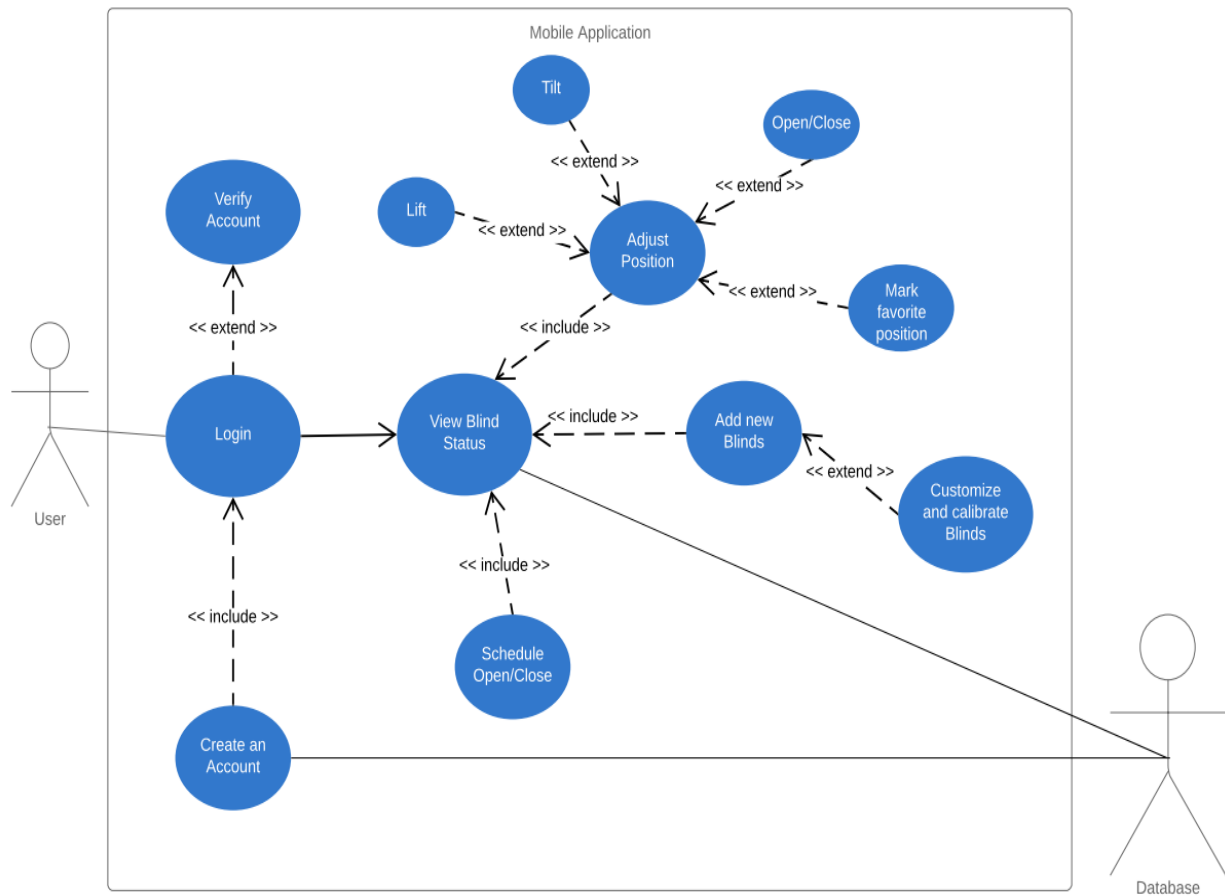 Mobile Application
Tilt
Open/Close
<< extend >>
Verify
Account
<< extend >>
Lift
<< extend >>
Adjust
Position
<< extend >>
Mark
favorite
position
<< extend >>
<< include >>
Login
View Blind
Status
<< include >>
Add new
Blinds
<< extend >>
Customize
and calibrate
Blinds
User
<< include >>
<< include >>
Schedule
Open/Close
Create an
Account
Database